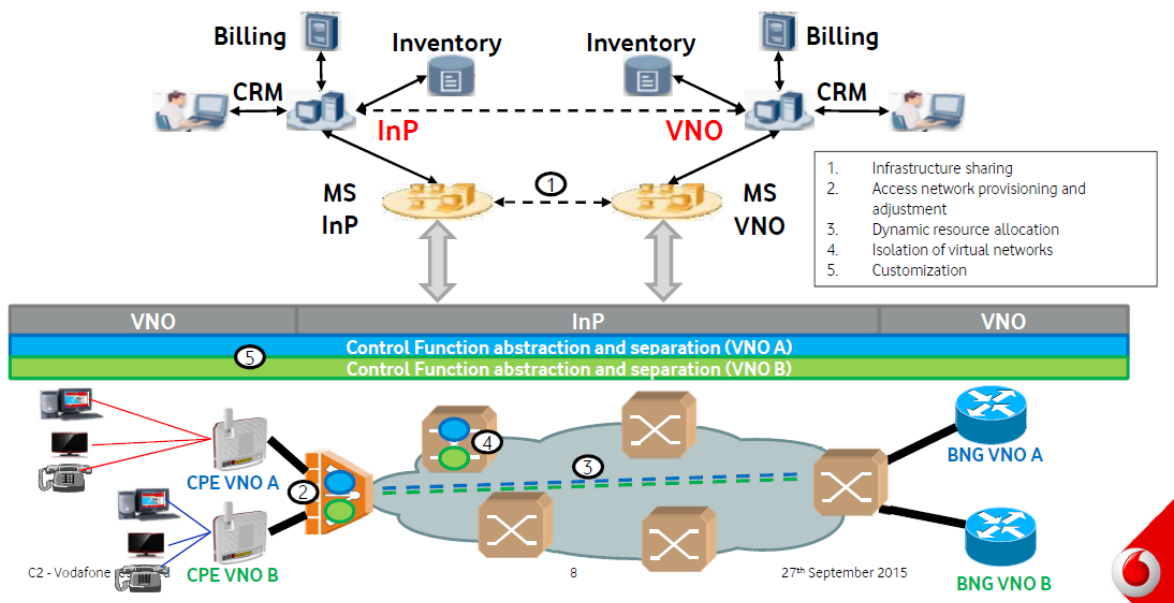 Billing
Inventory
Inventory
Billing
CRM
CRM
InP
VNO
MS
InP
1
MS
VNO
1. Infrastructure sharing
2. Access network provisioning and
adjustment
3. Dynamic resource allocation
4. Isolation of virtual networks
5. Customization
VNO
InP
VNO
Control Function abstraction and separation (VNO A)
5
Control Function abstraction and separation (VNO B)
4
3
CPE VNO A
2
BNG VNO A
CPE VNO B
BNG VNO B
C2 - Vodafone
8
27th September 2015